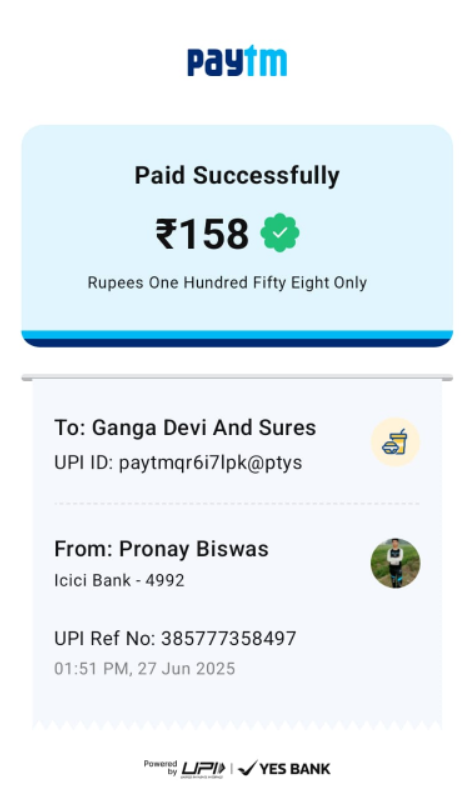 paytm
Paid Successfully
₹158
Rupees One Hundred Fifty Eight Only
To: Ganga Devi And Sures
UPI ID: paytmqr6i7lpk@ptys
From: Pronay Biswas
Icici Bank - 4992
UPI Ref No: 385777358497
01:51 PM, 27 Jun 2025
Powered by UPI | YES BANK